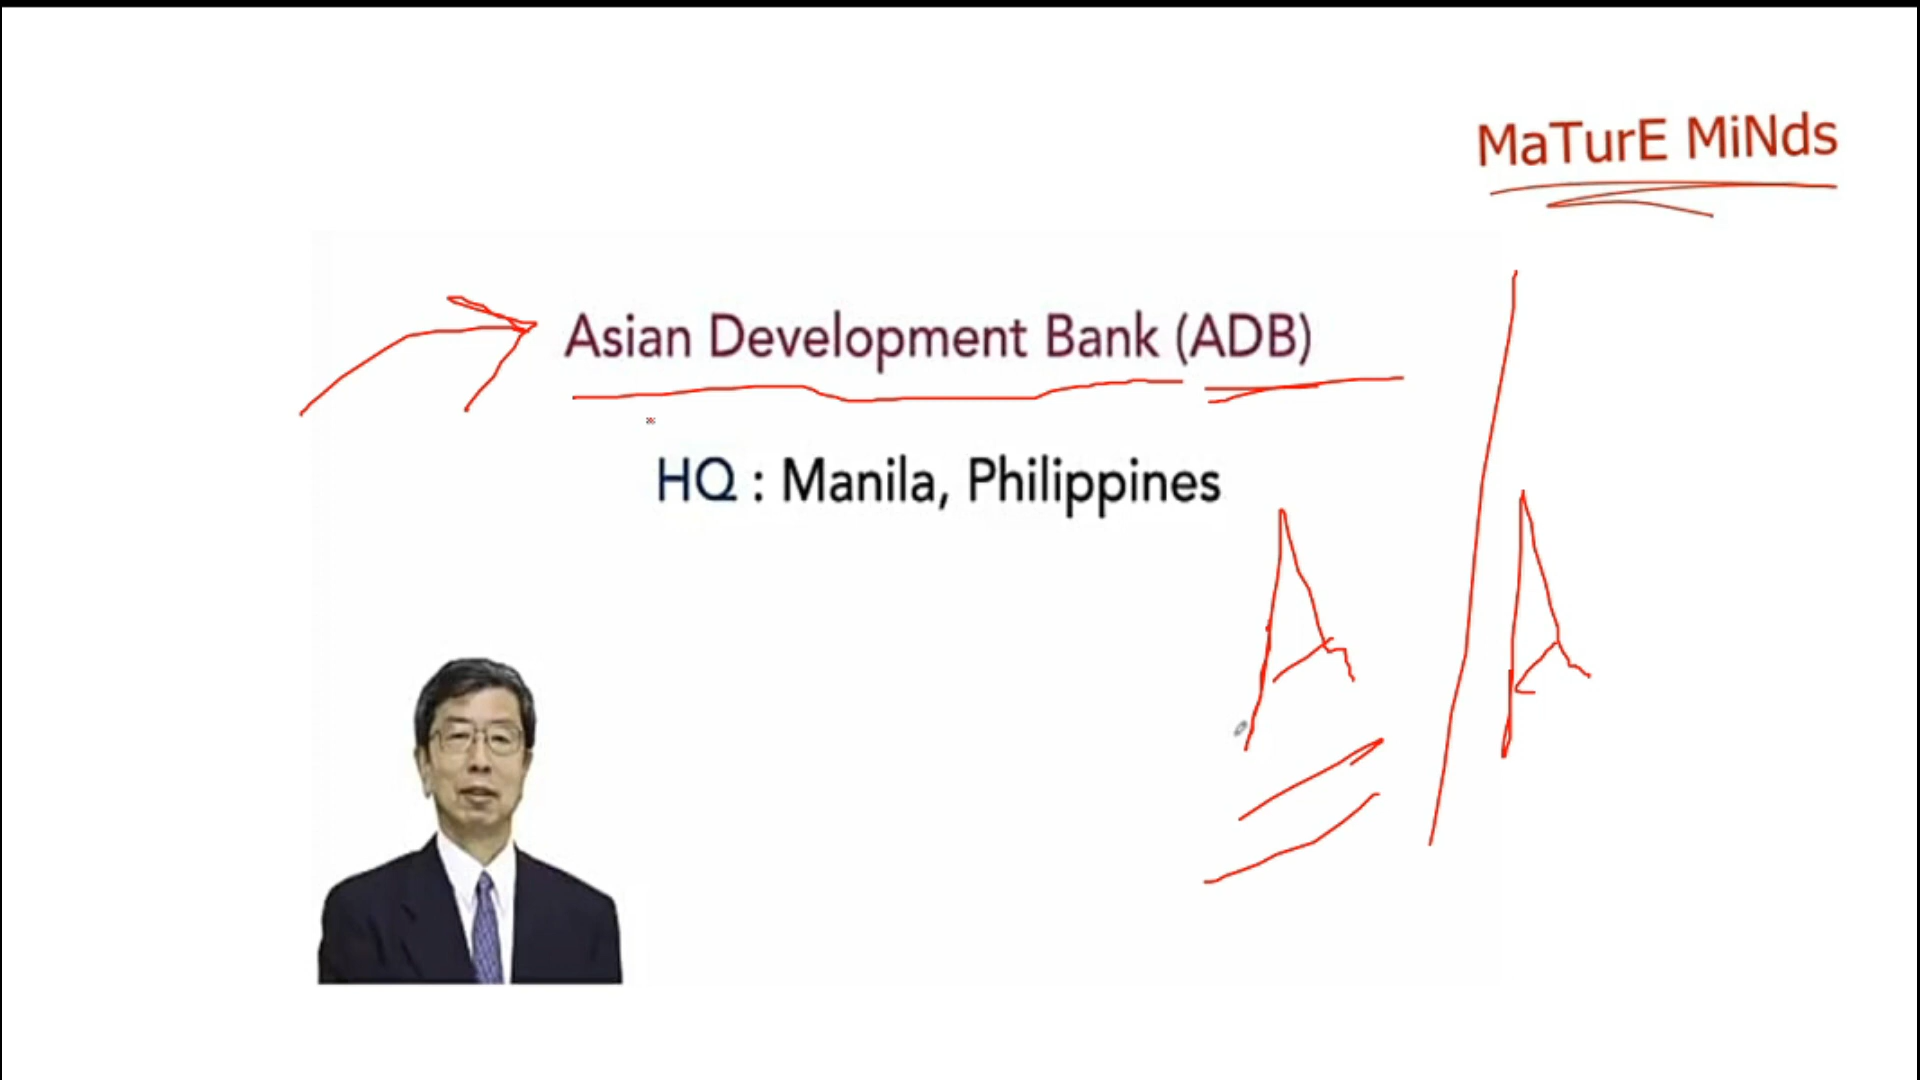 MaTurE MiNds
Asian Development Bank (ADB)
HQ : Manila, Philippines
A A